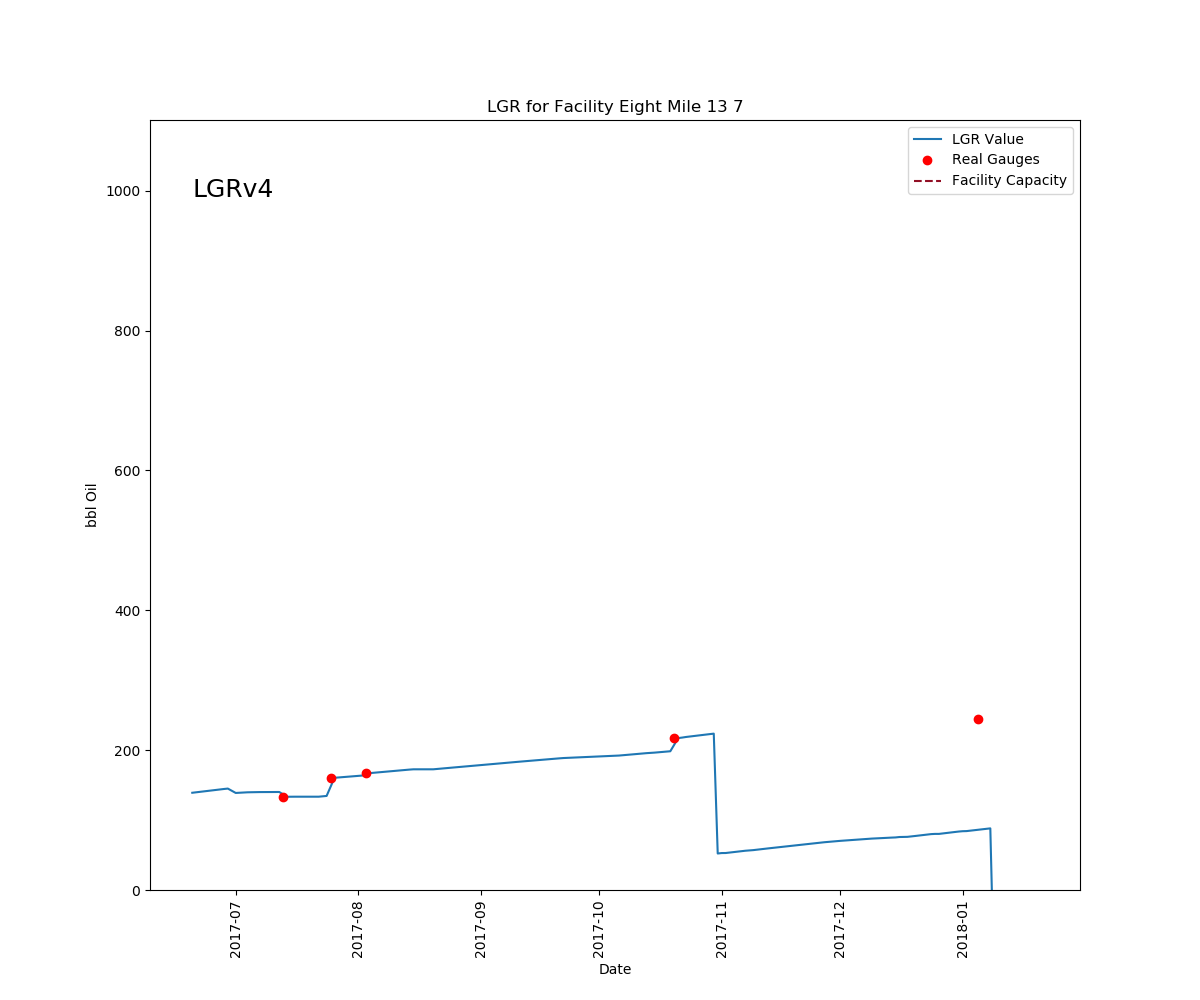 LGR for Facility Eight Mile 13 7
LGR Value
Real Gauges
Facility Capacity
LGRv4
1000
800
600
400
200
0
bbl Oil
2017-07
2017-08
2017-09
2017-10
2017-11
2017-12
2018-01
Date